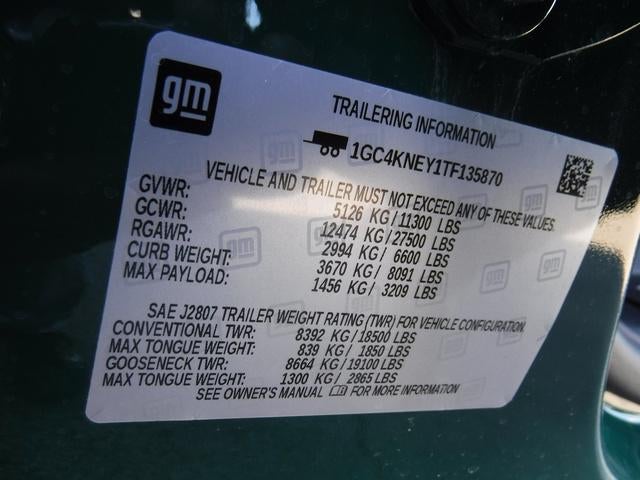 gm
TRAILERING INFORMATION
1GC4KNEY1TF135870
VEHICLE AND TRAILER MUST NOT EXCEED ANY OF THESE VALUES.
GVWR: 5126 KG/11300 LBS
GCWR: 12474 KG/27500 LBS
RGAWR: 2994 KG/ 6600 LBS
CURB WEIGHT: 3670 KG/ 8091 LBS
MAX PAYLOAD: 1456 KG/ 3209 LBS
SAE J2807 TRAILER WEIGHT RATING (TWR) FOR VEHICLE CONFIGURATION.
CONVENTIONAL TWR: 8392 KG/18500 LBS
MAX TONGUE WEIGHT: 839 KG/ 1850 LBS
GOOSENECK TWR: 8664 KG/19100 LBS
MAX TONGUE WEIGHT: 1300 KG/ 2865 LBS
SEE OWNER'S MANUAL FOR MORE INFORMATION